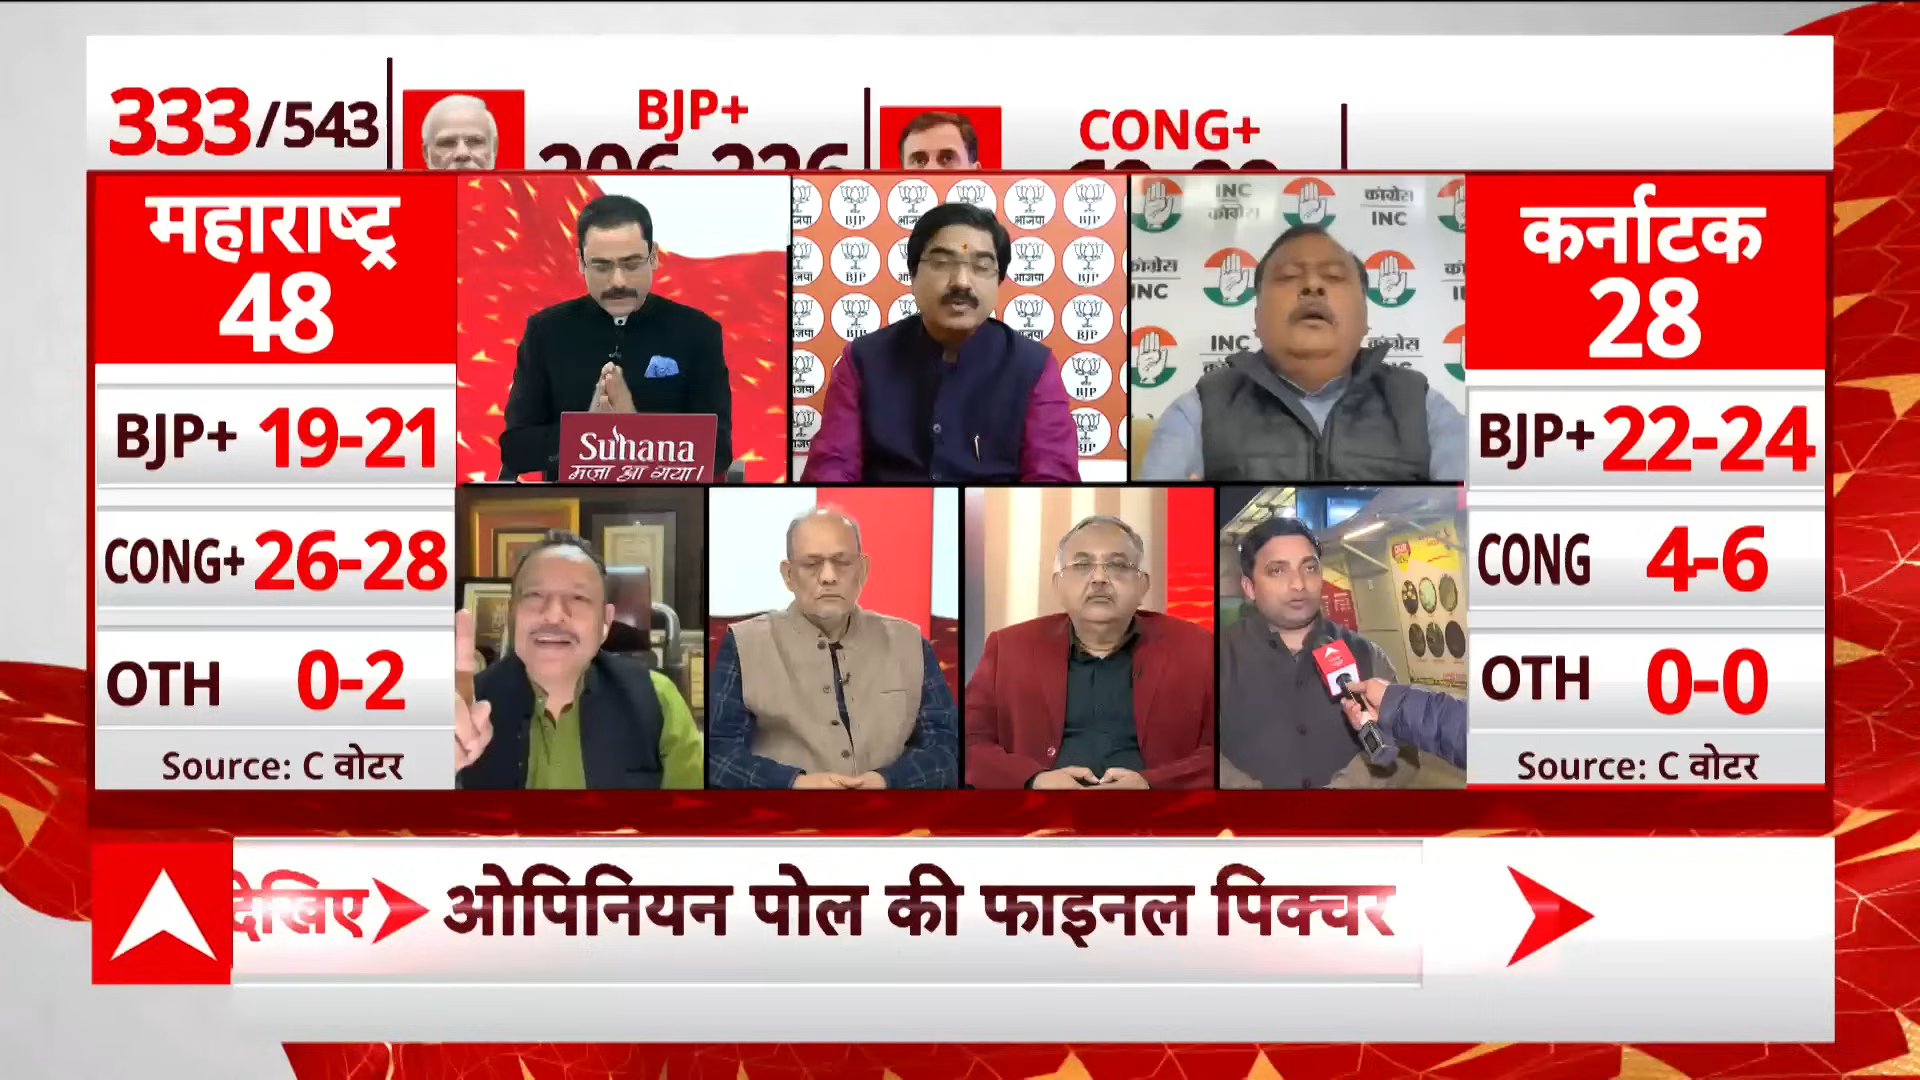 333/543
BJP+
CONG+
महाराष्ट्र
48
BJP+ 19-21
CONG+ 26-28
OTH 0-2
Source: C वोटर
Suhana
मज़ा आ गया!
भाजपा
BJP
INC
कांग्रेस
कांग्रेस
INC
INC
कांग्रेस
कर्नाटक
28
BJP+ 22-24
CONG 4-6
OTH 0-0
Source: C वोटर
देखिए ओपिनियन पोल की फाइनल पिक्चर